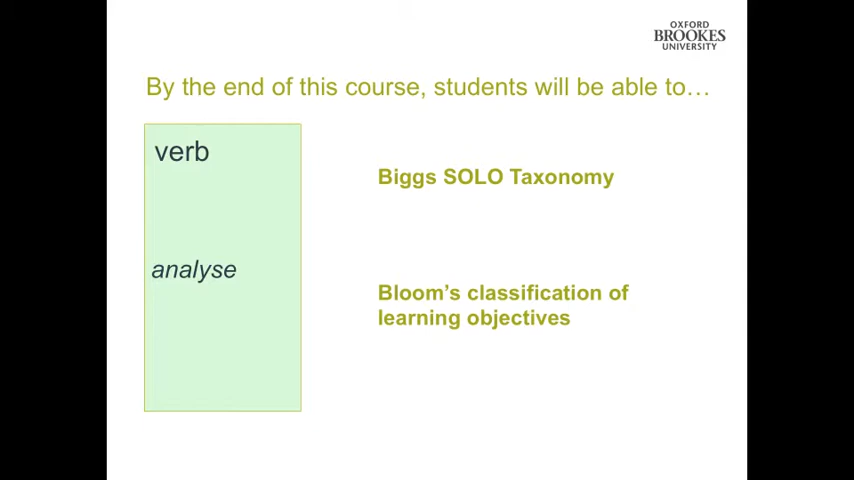 OXFORD
BROOKES
UNIVERSITY
By the end of this course, students will be able to…
verb
Biggs SOLO Taxonomy
analyse
Bloom’s classification of
learning objectives